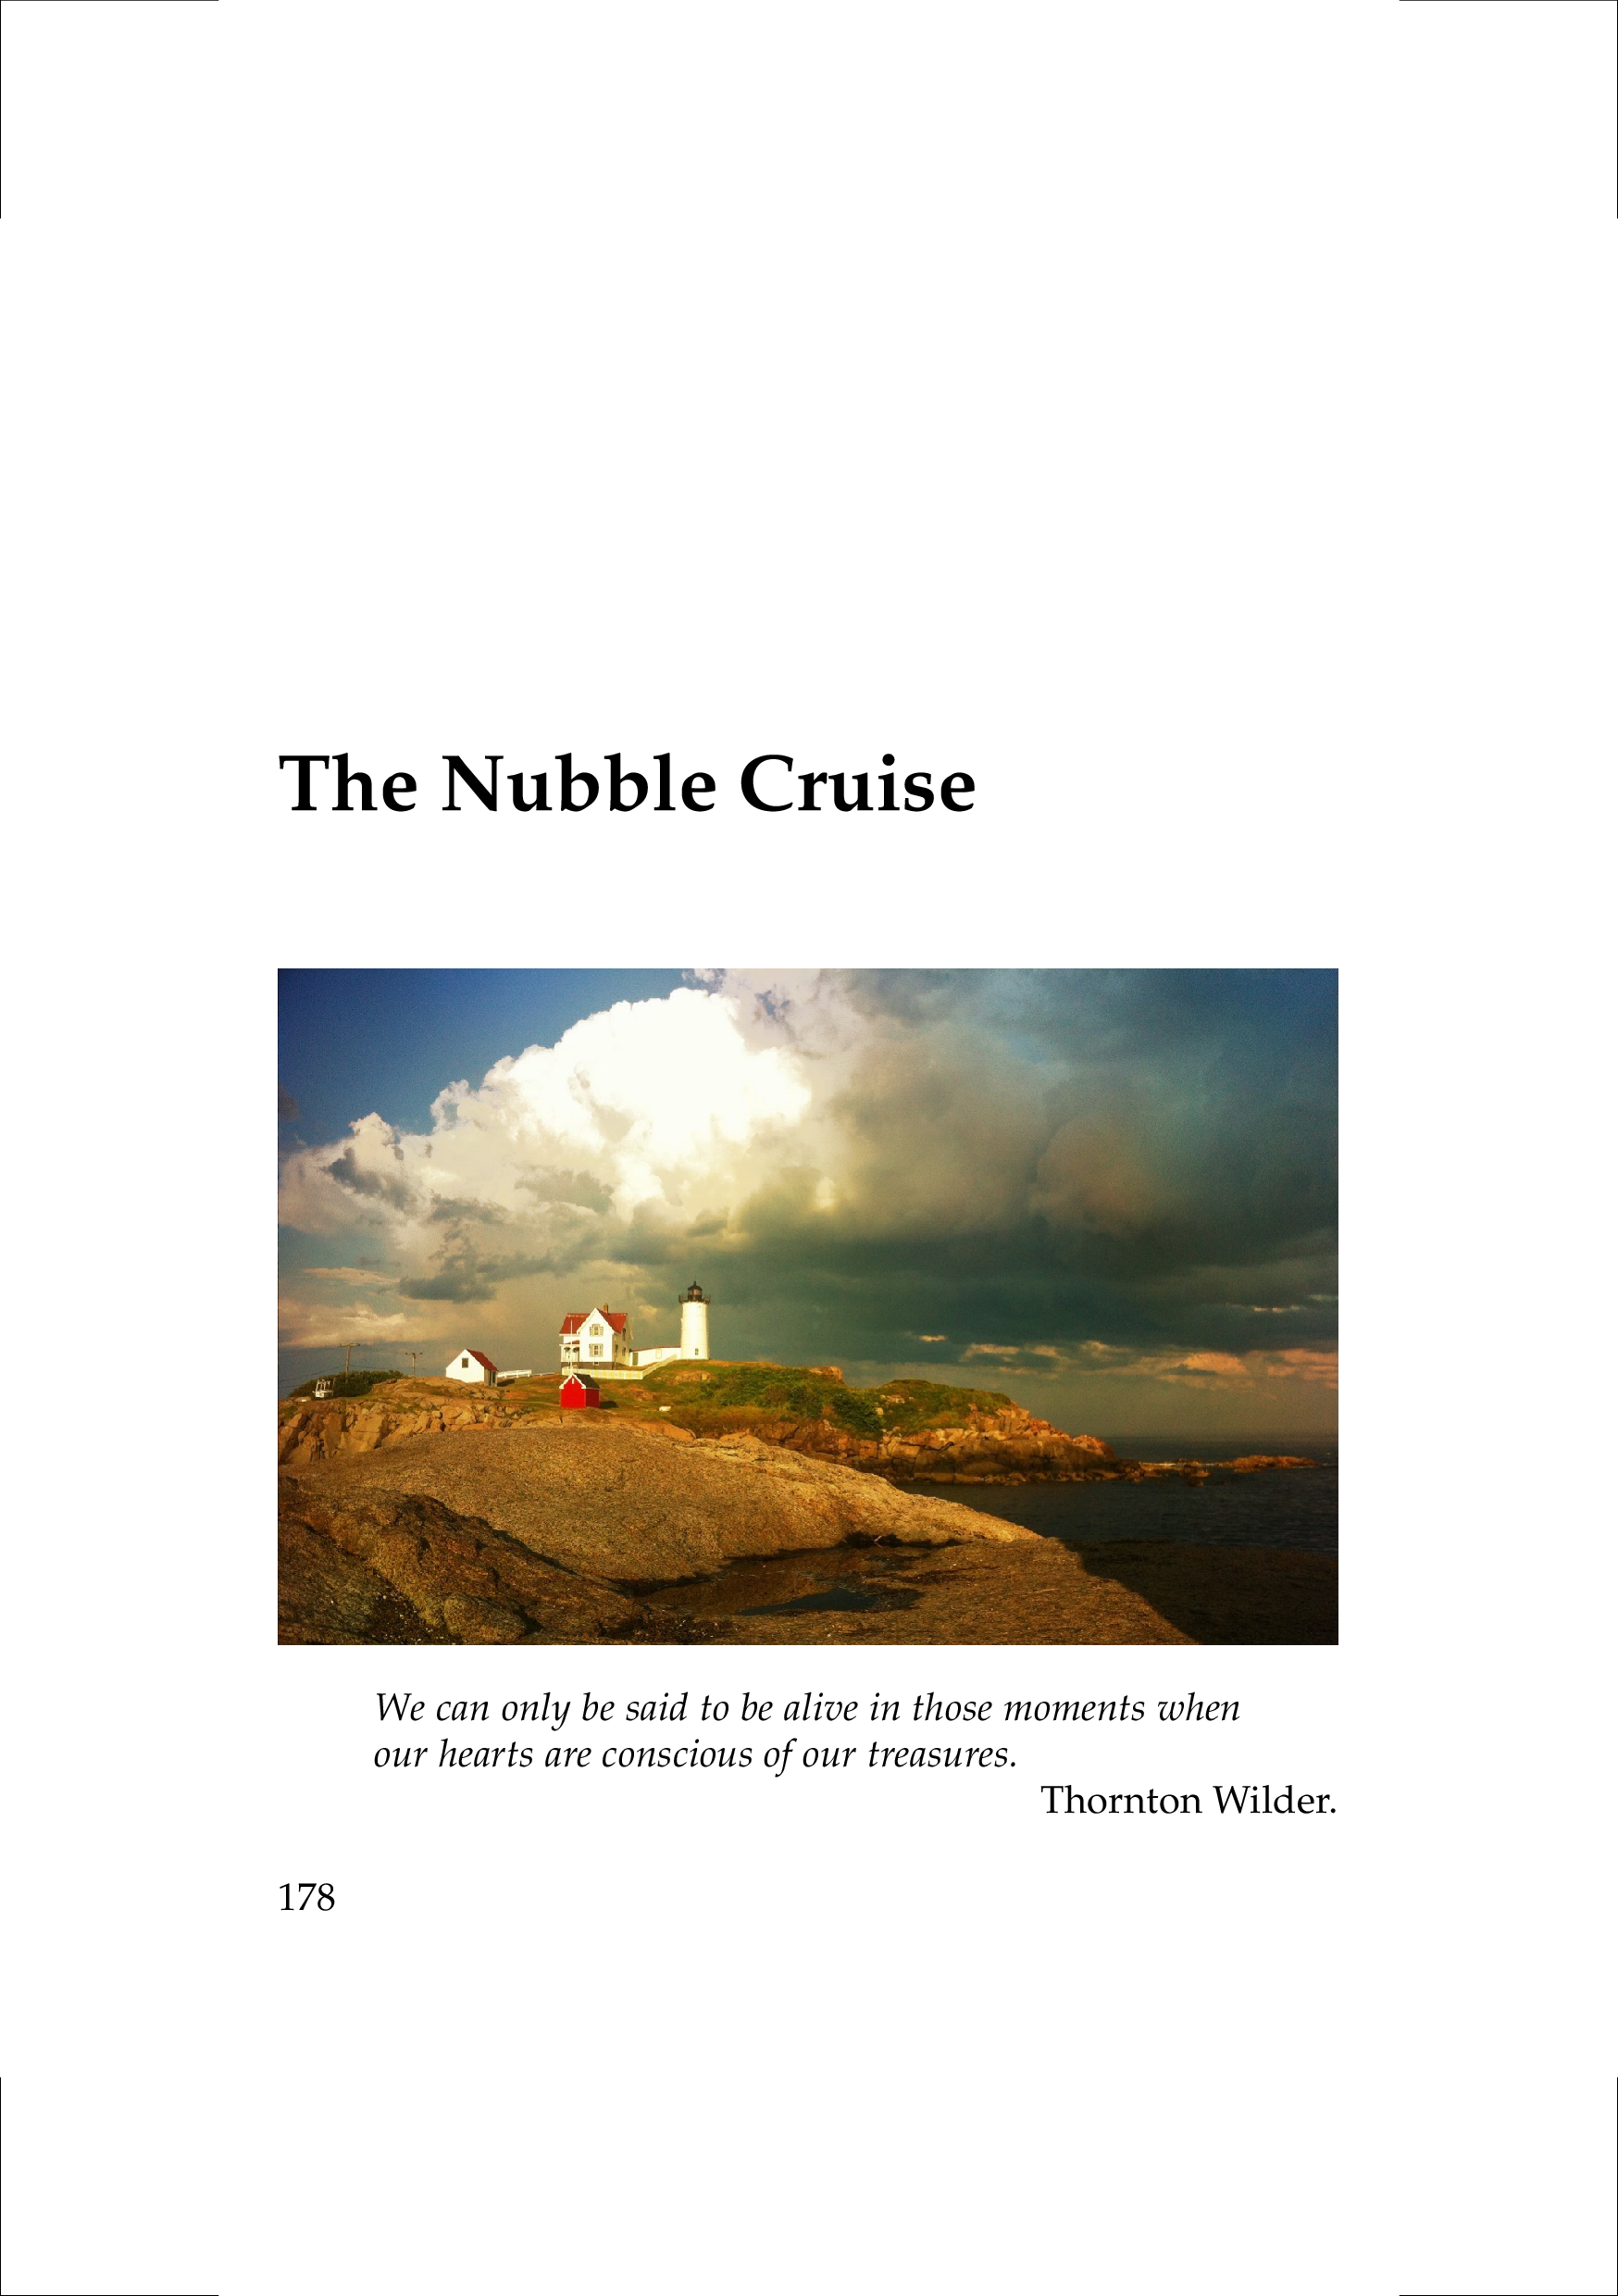 The Nubble Cruise
We can only be said to be alive in those moments when
our hearts are conscious of our treasures.
Thornton Wilder.
178